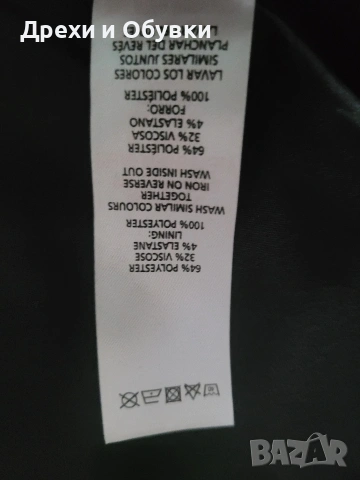 Дрехи и Обувки
64% POLYESTER
32% VISCOSE
4% ELASTANE
LINING:
100% POLYESTER
WASH SIMILAR COLOURS
TOGETHER
IRON ON REVERSE
WASH INSIDE OUT
64% POLIÉSTER
32% VISCOSA
4% ELASTANO
FORRO:
100% POLIÉSTER
LAVAR LOS COLORES
SIMILARES JUNTOS
PLANCHAR DEL REVÉS
BAZAR